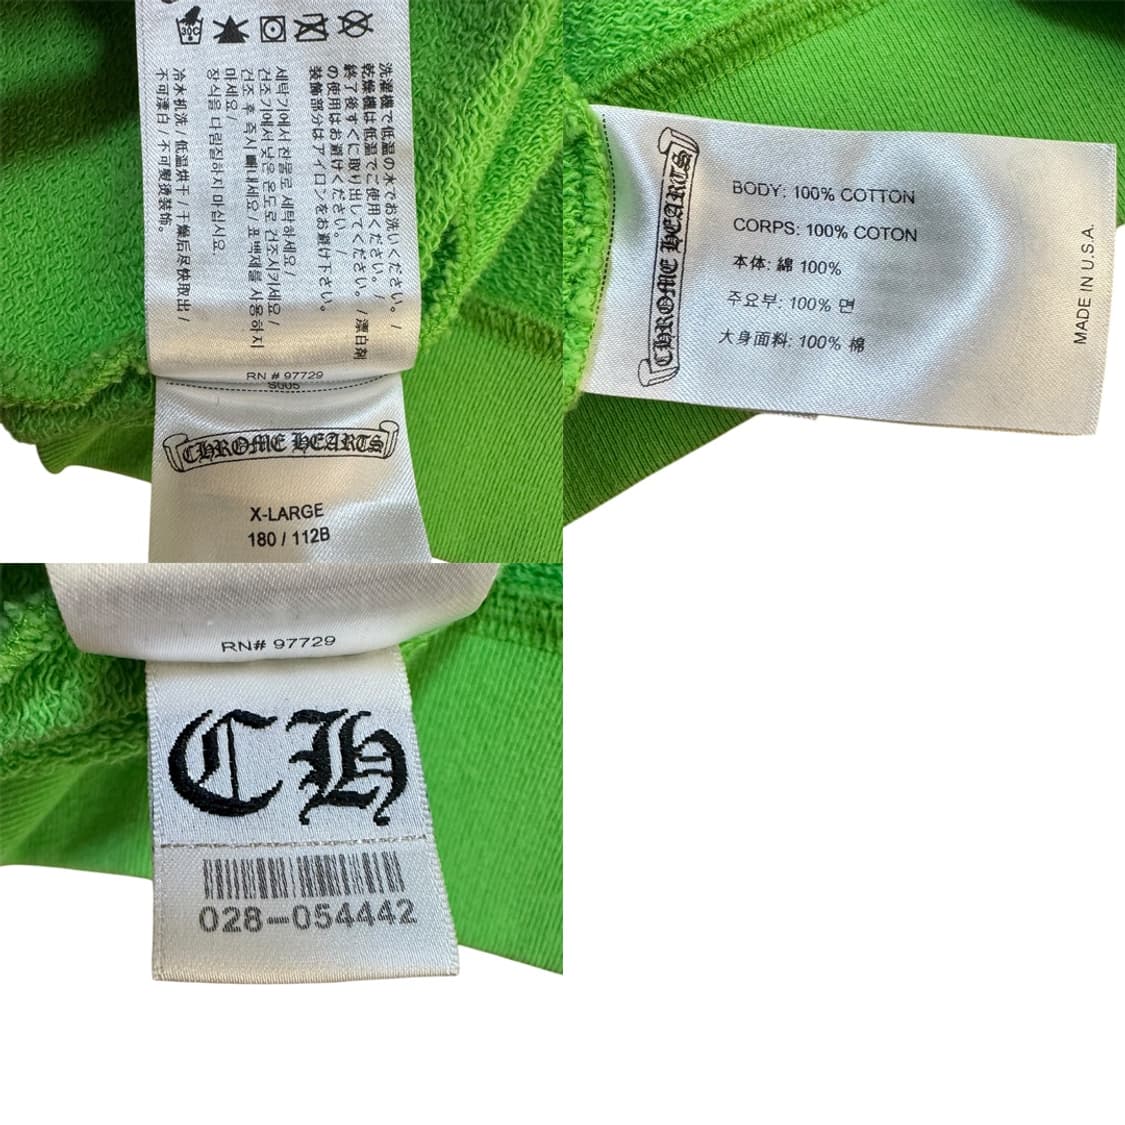 30C
洗濯機で低温の水でお洗いください。/
乾燥機は低温でご使用ください。/
終了後すぐに取り出してください。/漂白剤
の使用はお避けください。/
装飾部分はアイロンをお避け下さい。
세탁기에서 찬물로 세탁하세요/
건조기에서 낮은 온도로 건조시키세요/
건조 후 즉시 빼내세요/표백제를 사용하지
마세요/
장식을 다림질하지 마십시오.
冷水机洗/低温烘干/干燥后尽快取出/
不可漂白/不可熨烫装饰。
RN # 97729
S005
CHROME HEARTS
X-LARGE
180 / 112B
CHROME HEARTS
BODY: 100% COTTON
CORPS: 100% COTON
本体: 綿 100%
주요부: 100% 면
大身面料: 100% 棉
MADE IN U.S.A.
RN# 97729
CH
028-054442